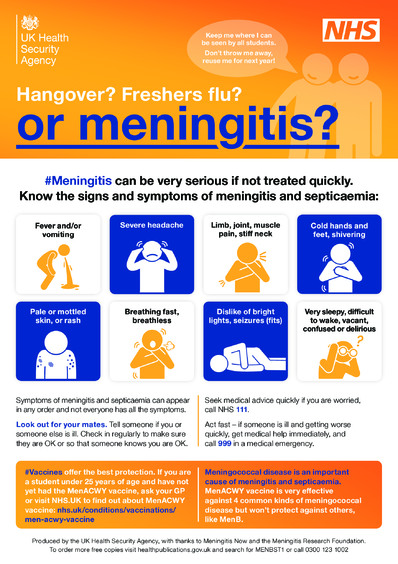 UK Health
Security
Agency
Keep me where I can
be seen by all students.
Don't throw me away,
reuse me for next year!
NHS
Hangover? Freshers flu?
or meningitis?
#Meningitis can be very serious if not treated quickly.
Know the signs and symptoms of meningitis and septicaemia:
Fever and/or
vomiting
Severe headache
Limb, joint, muscle
pain, stiff neck
Cold hands and
feet, shivering
Pale or mottled
skin, or rash
Breathing fast,
breathless
Dislike of bright
lights, seizures (fits)
Very sleepy, difficult
to wake, vacant,
confused or delirious
?
Symptoms of meningitis and septicaemia can appear
in any order and not everyone has all the symptoms.
Look out for your mates. Tell someone if you or
someone else is ill. Check in regularly to make sure
they are OK or so that someone knows you are OK.
Seek medical advice quickly if you are worried,
call NHS 111.
Act fast – if someone is ill and getting worse
quickly, get medical help immediately, and
call 999 in a medical emergency.
#Vaccines offer the best protection. If you are
a student under 25 years of age and have not
yet had the MenACWY vaccine, ask your GP
or visit NHS.UK to find out about MenACWY
vaccine: nhs.uk/conditions/vaccinations/
men-acwy-vaccine
Meningococcal disease is an important
cause of meningitis and septicaemia.
MenACWY vaccine is very effective
against 4 common kinds of meningococcal
disease but won't protect against others,
like MenB.
Produced by the UK Health Security Agency, with thanks to Meningitis Now and the Meningitis Research Foundation.
To order more free copies visit healthpublications.gov.uk and search for MENBST1 or call 0300 123 1002